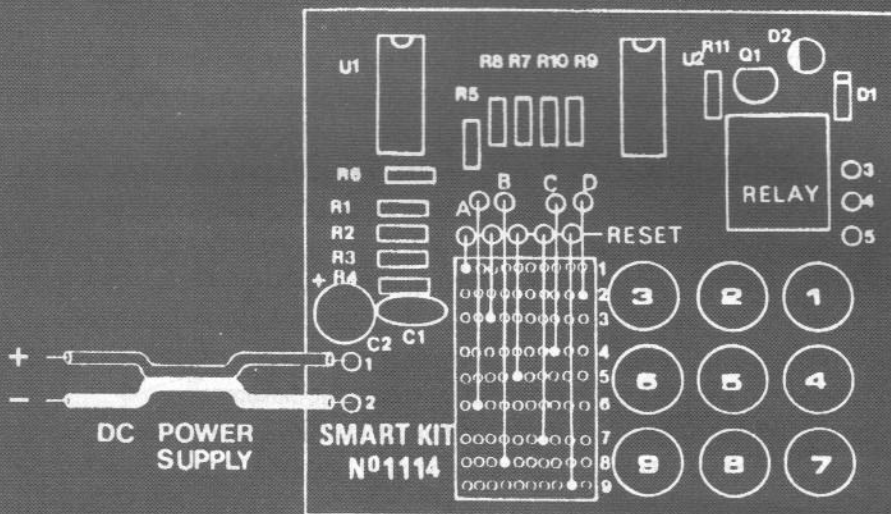 U1
R8 R7 R10 R9
U2
R11
Q1
D2
R5
D1
R6
B
C
D
A
RELAY
3
4
5
R1
R2
RESET
R3
R4
+
1
2
3
4
5
6
7
8
9
3 2 1
6 5 4
9 8 7
C2
C1
+
1
-
2
DC POWER
SUPPLY
SMART KIT
Nº1114